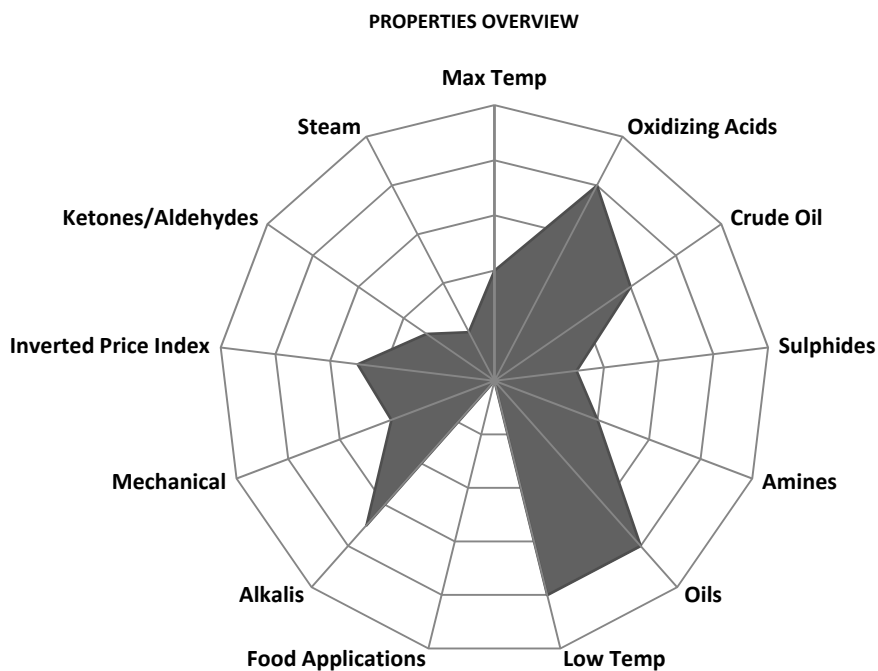 PROPERTIES OVERVIEW
Max Temp
Steam
Oxidizing Acids
Ketones/Aldehydes
Crude Oil
Inverted Price Index
Sulphides
Mechanical
Amines
Alkalis
Oils
Food Applications
Low Temp